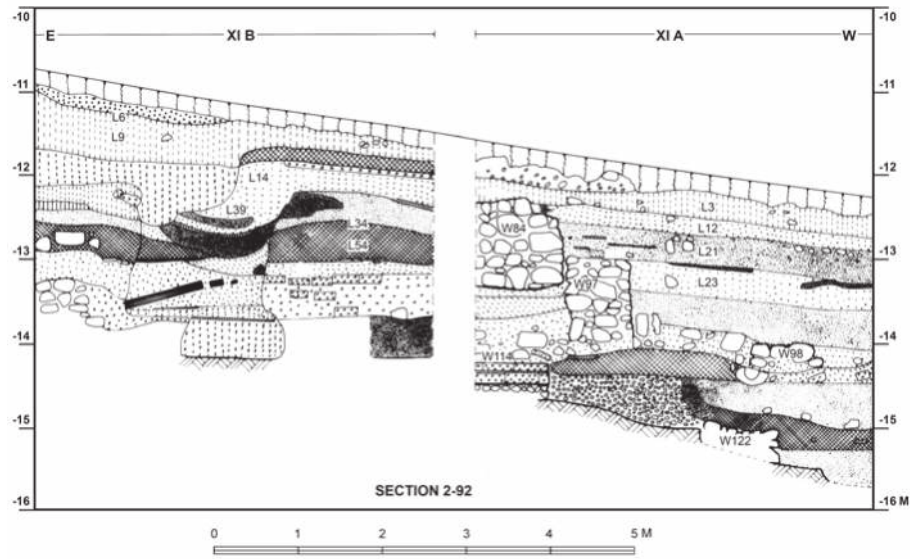 -10 -10
E XI B XI A W
-11 -11
L6
L9
-12 -12
L14 L3
L39 W84 L12
L34
-13 L54 L21 -13
W97 L23
-14 -14
W114 W98
-15 -15
W122
-16 SECTION 2-92 -16 M
0 1 2 3 4 5 M